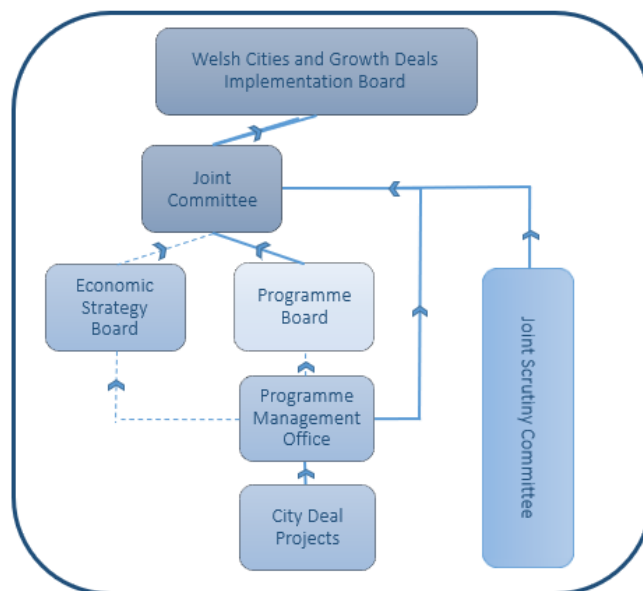 Welsh Cities and Growth Deals
Implementation Board
Joint
Committee
Economic
Strategy
Board
Programme
Board
Programme
Management
Office
City Deal
Projects
Joint Scrutiny Committee